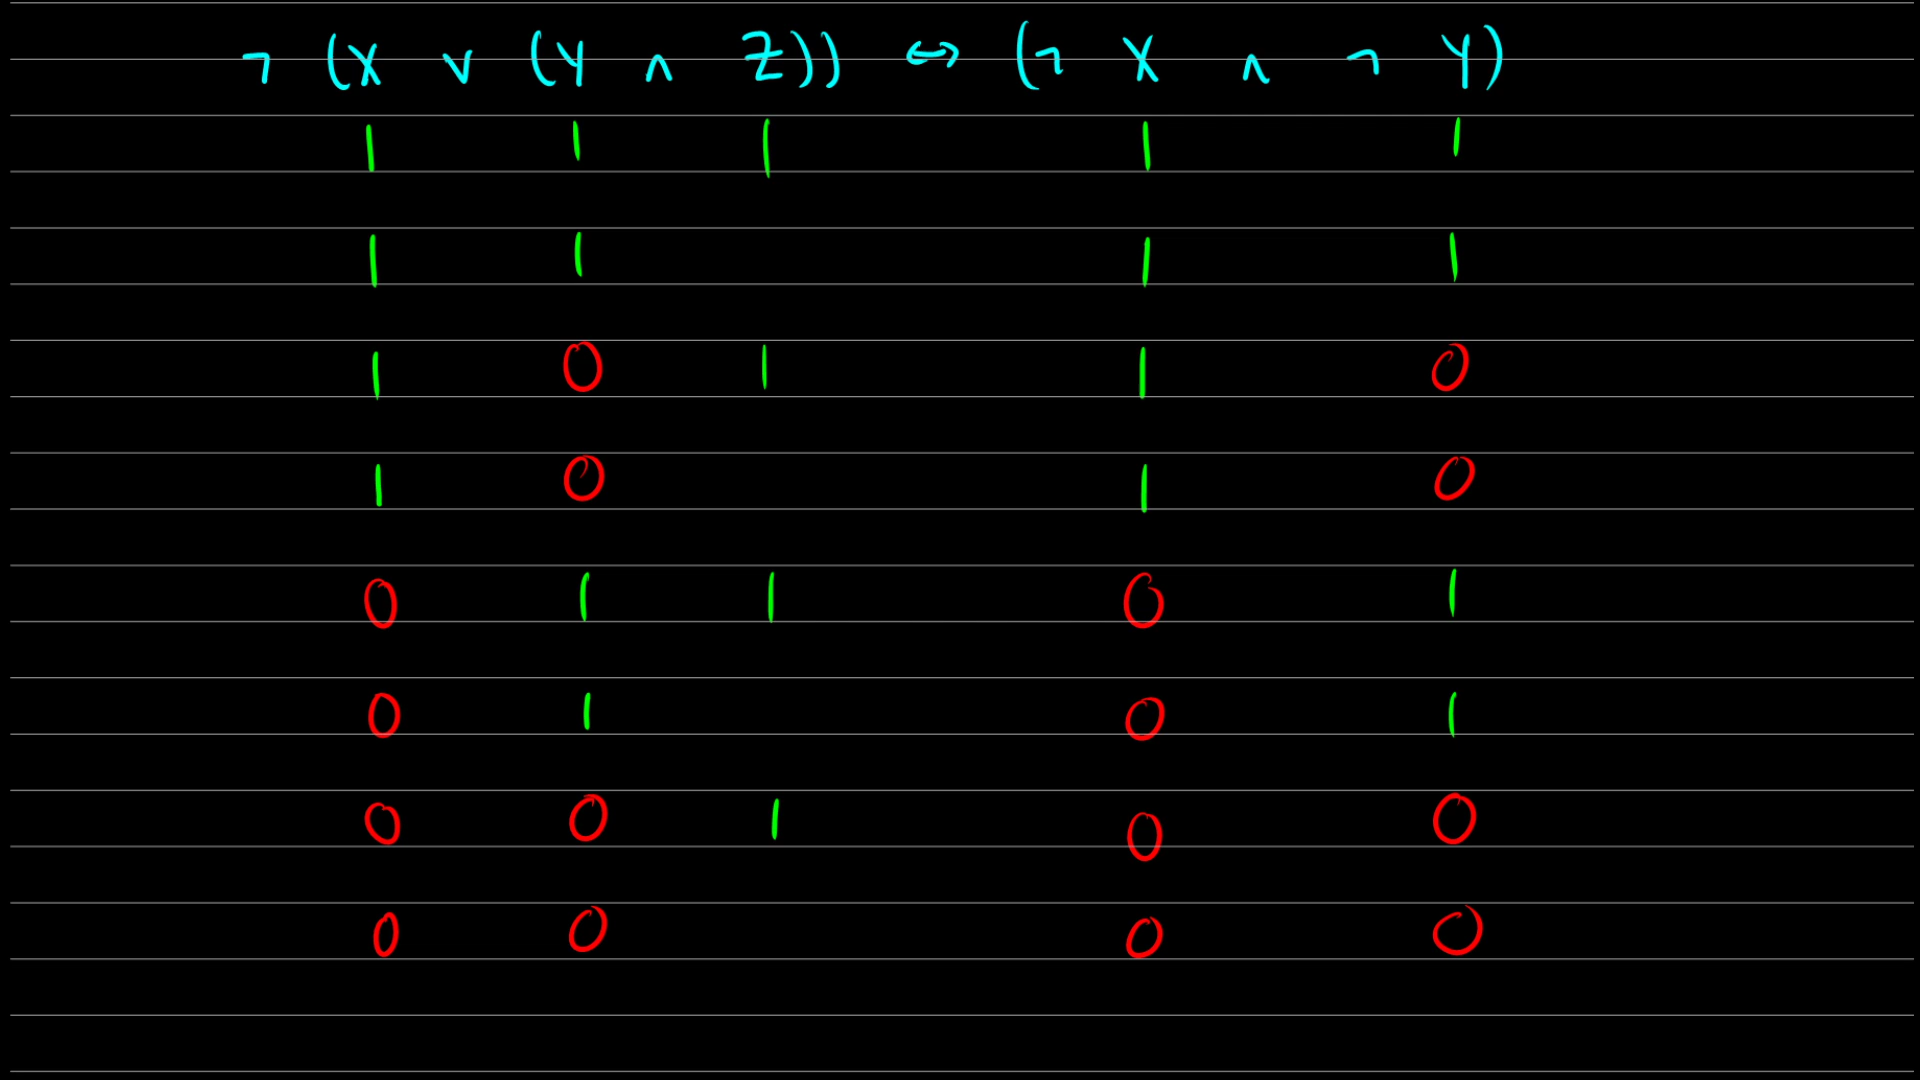 ¬ (X ∨ (Y ∧ Z)) ↔ (¬ X ∧ ¬ Y)
1 1 1 1 1
1 1 1 1
1 0 1 1 0
1 0 1 0
0 1 1 0 1
0 1 0 1
0 0 1 0 0
0 0 0 0